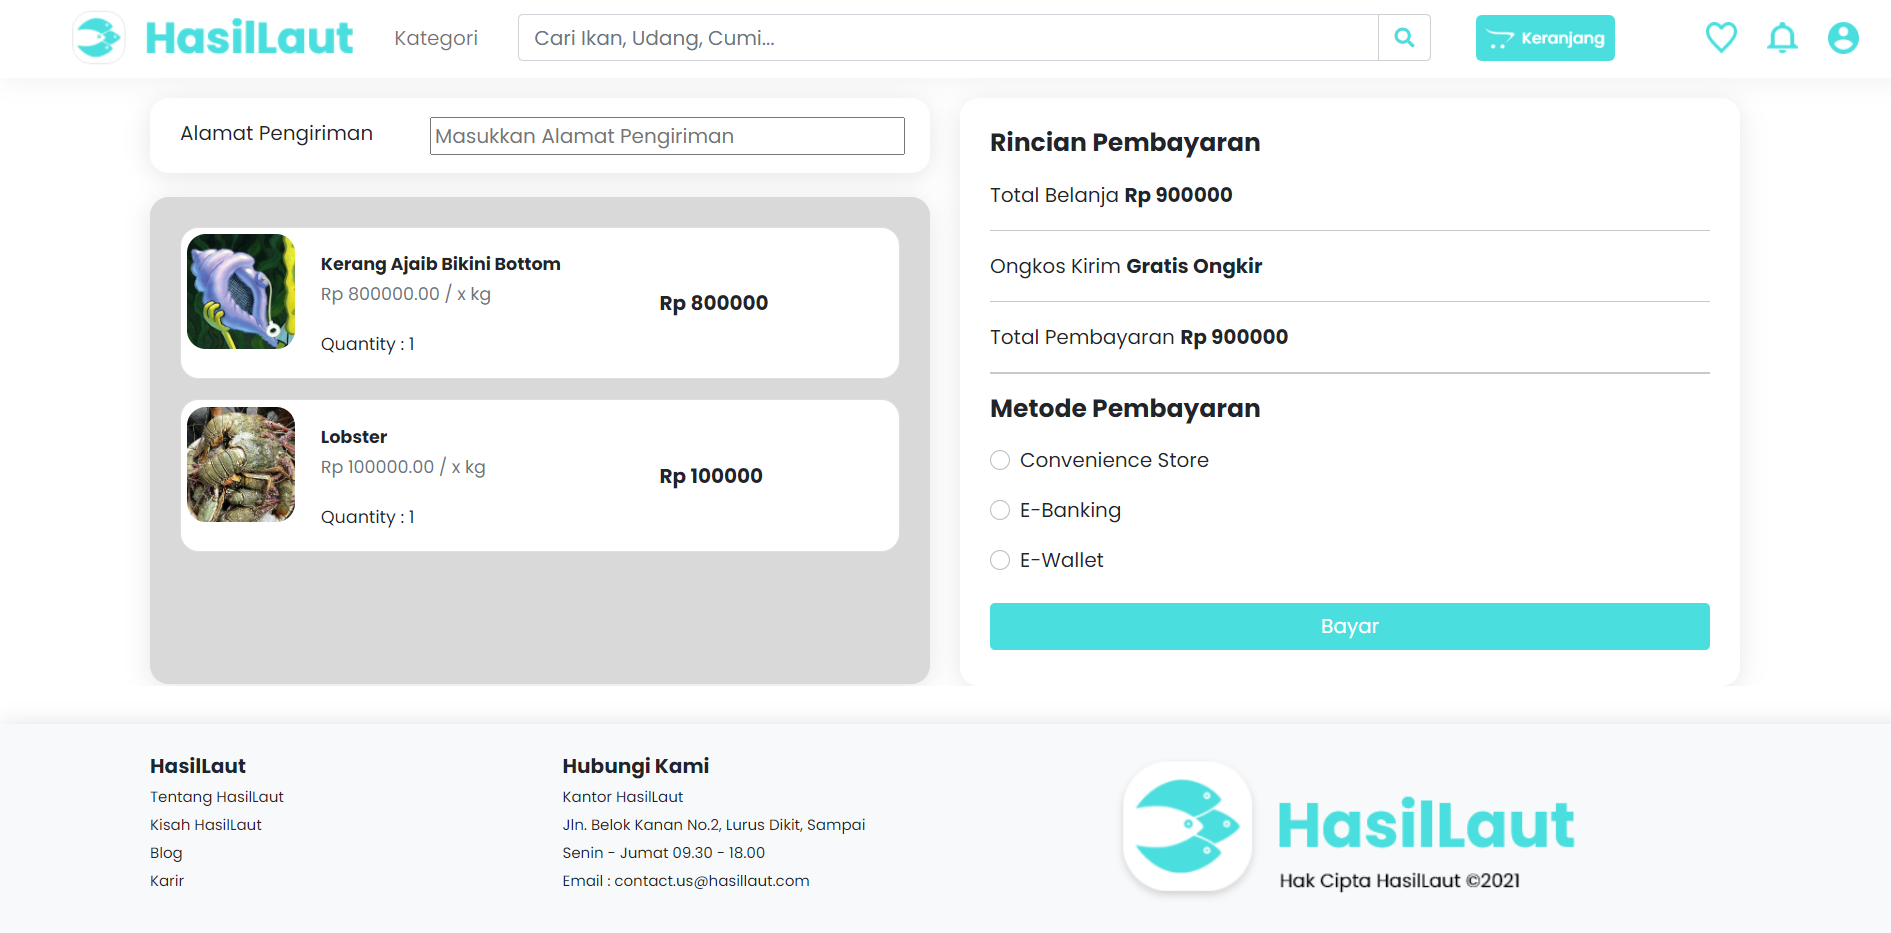 HasilLaut
Kategori
Cari Ikan, Udang, Cumi...
Keranjang
Alamat Pengiriman
Masukkan Alamat Pengiriman
Kerang Ajaib Bikini Bottom
Rp 800000.00 / x kg
Rp 800000
Quantity : 1
Lobster
Rp 100000.00 / x kg
Rp 100000
Quantity : 1
Rincian Pembayaran
Total Belanja Rp 900000
Ongkos Kirim Gratis Ongkir
Total Pembayaran Rp 900000
Metode Pembayaran
Convenience Store
E-Banking
E-Wallet
Bayar
HasilLaut
Tentang HasilLaut
Kisah HasilLaut
Blog
Karir
Hubungi Kami
Kantor HasilLaut
Jln. Belok Kanan No.2, Lurus Dikit, Sampai
Senin - Jumat 09.30 - 18.00
Email : contact.us@hasillaut.com
HasilLaut
Hak Cipta HasilLaut ©2021